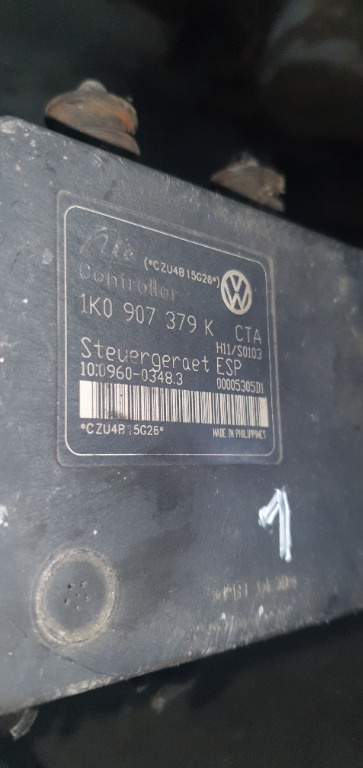 Ate (*CZU4B15G26*)
Controller
1K0 907 379 K CTA
H11/S0103
Steuergeraet ESP
10.0960-0348.3 00005305D1
*CZU4B15G26* MADE IN PHILIPPINES
1